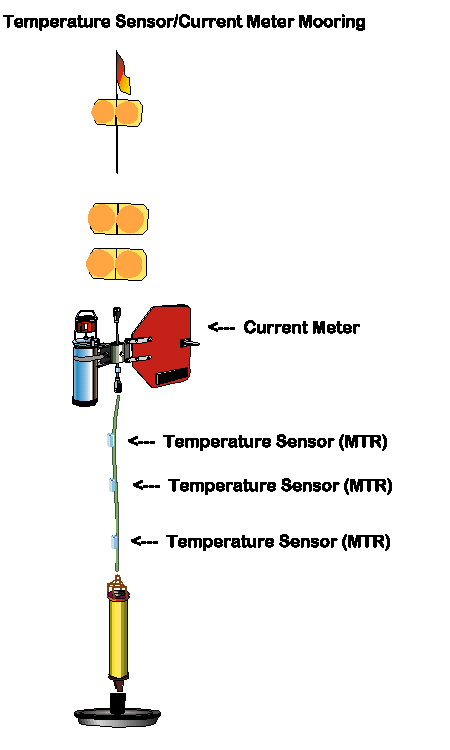 Temperature Sensor/Current Meter Mooring
<--- Current Meter
<--- Temperature Sensor (MTR)
<--- Temperature Sensor (MTR)
<--- Temperature Sensor (MTR)